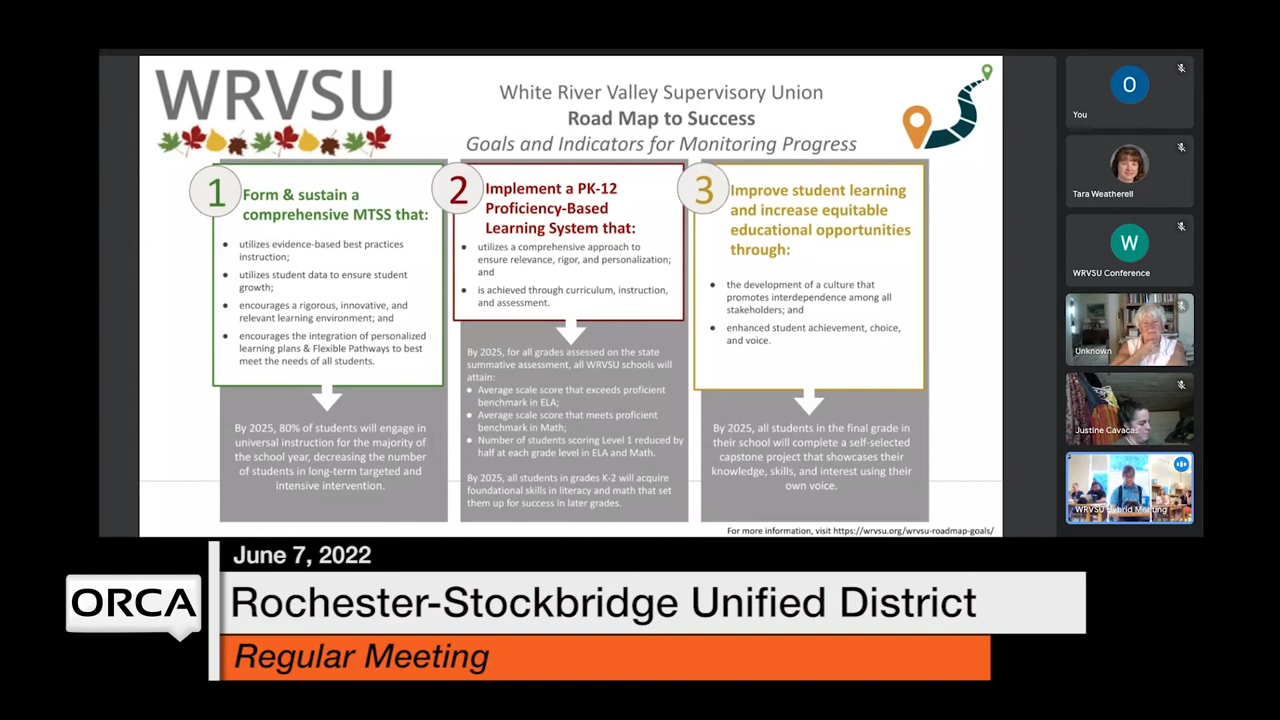 WRVSU
White River Valley Supervisory Union
Road Map to Success
Goals and Indicators for Monitoring Progress
1
Form & sustain a
comprehensive MTSS that:
• utilizes evidence-based best practices
instruction;
• utilizes student data to ensure student
growth;
• encourages a rigorous, innovative, and
relevant learning environment; and
• encourages the integration of personalized
learning plans & Flexible Pathways to best
meet the needs of all students.
By 2025, 80% of students will engage in
universal instruction for the majority of
the school year, decreasing the number
of students in long-term targeted and
intensive intervention.
2
Implement a PK-12
Proficiency-Based
Learning System that:
• utilizes a comprehensive approach to
ensure relevance, rigor, and personalization;
and
• is achieved through curriculum, instruction,
and assessment.
By 2025, for all grades assessed on the state
summative assessment, all WRVSU schools will
attain:
• Average scale score that exceeds proficient
benchmark in ELA;
• Average scale score that meets proficient
benchmark in Math;
• Number of students scoring Level 1 reduced by
half at each grade level in ELA and Math.
By 2025, all students in grades K-2 will acquire
foundational skills in literacy and math that set
them up for success in later grades.
3
Improve student learning
and increase equitable
educational opportunities
through:
• the development of a culture that
promotes interdependence among all
stakeholders; and
• enhanced student achievement, choice,
and voice.
By 2025, all students in the final grade in
their school will complete a self-selected
capstone project that showcases their
knowledge, skills, and interest using their
own voice.
For more information, visit https://wrvsu.org/wrvsu-roadmap-goals/
O
You
Tara Weatherell
W
WRVSU Conference
Unknown
Justine Cavacas
WRVSU Hybrid Meeting
June 7, 2022
ORCA
Rochester-Stockbridge Unified District
Regular Meeting